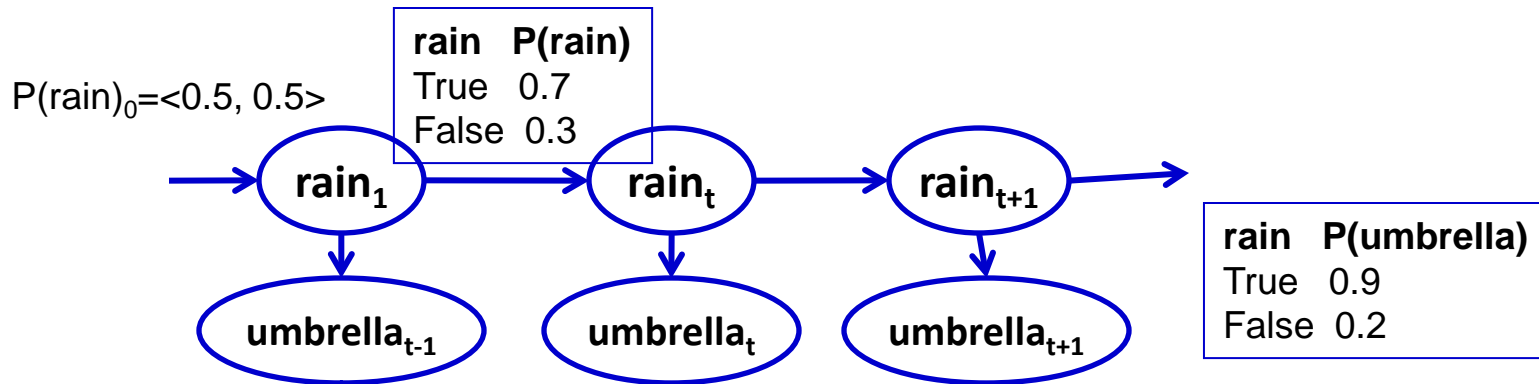 P(rain)₀=<0.5, 0.5>
rain P(rain)
True 0.7
False 0.3
rain₁
rainₜ
rainₜ₊₁
umbrellaₜ₋₁
umbrellaₜ
umbrellaₜ₊₁
rain P(umbrella)
True 0.9
False 0.2